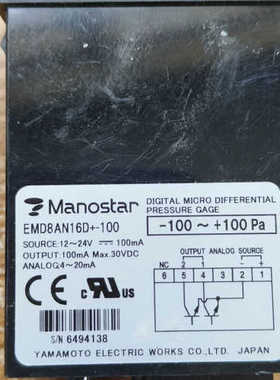 Manostar
DIGITAL MICRO DIFFERENTIAL
PRESSURE GAGE
EMD8AN16D+-100
-100 ~ +100 Pa
SOURCE:12~24V ⎓ 100mA
OUTPUT:100mA Max.30VDC
ANALOG:4~20mA
OUTPUT ANALOG SOURCE
NC - + - +
6 5 4 3 2 1
CE c UL US
S/N 6494138
YAMAMOTO ELECTRIC WORKS CO.,LTD. JAPAN